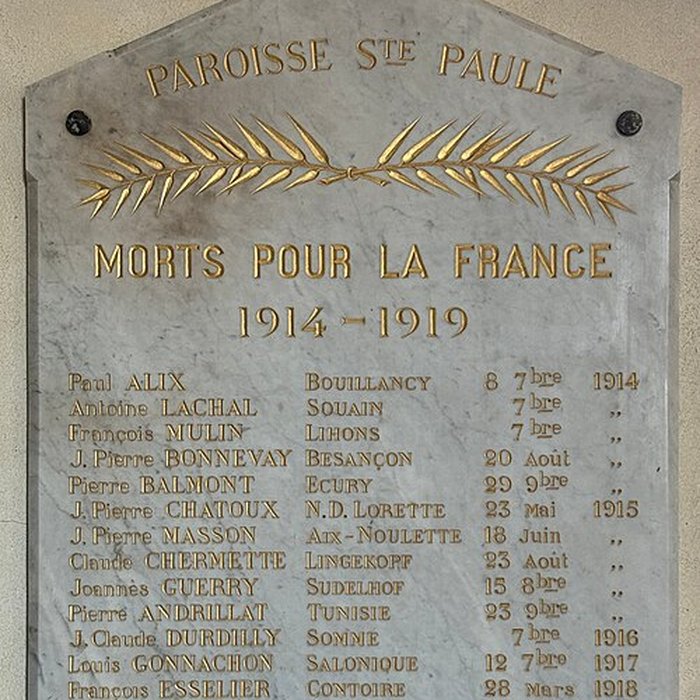 PAROISSE STE PAULE
MORTS POUR LA FRANCE
1914-1919
Paul ALIX BOUILLANCY 8 7bre 1914
Antoine LACHAL SOUAIN 7bre „
François MULIN LIHONS 7bre „
J. Pierre BONNEVAY BESANÇON 20 Août „
Pierre BALMONT ECURY 29 9bre „
J. Pierre CHATOUX N.D. LORETTE 23 Mai 1915
J. Pierre MASSON AIX-NOULETTE 18 Juin „
Claude CHERMETTE LINGEKOPF 23 Août „
Joannès GUERRY SUDELHOF 15 8bre „
Pierre ANDRILLAT TUNISIE 23 9bre „
J. Claude DURDILLY SOMME 7bre 1916
Louis GONNACHON SALONIQUE 12 7bre 1917
François ESSELIER CONTOIRE 28 Mars 1918